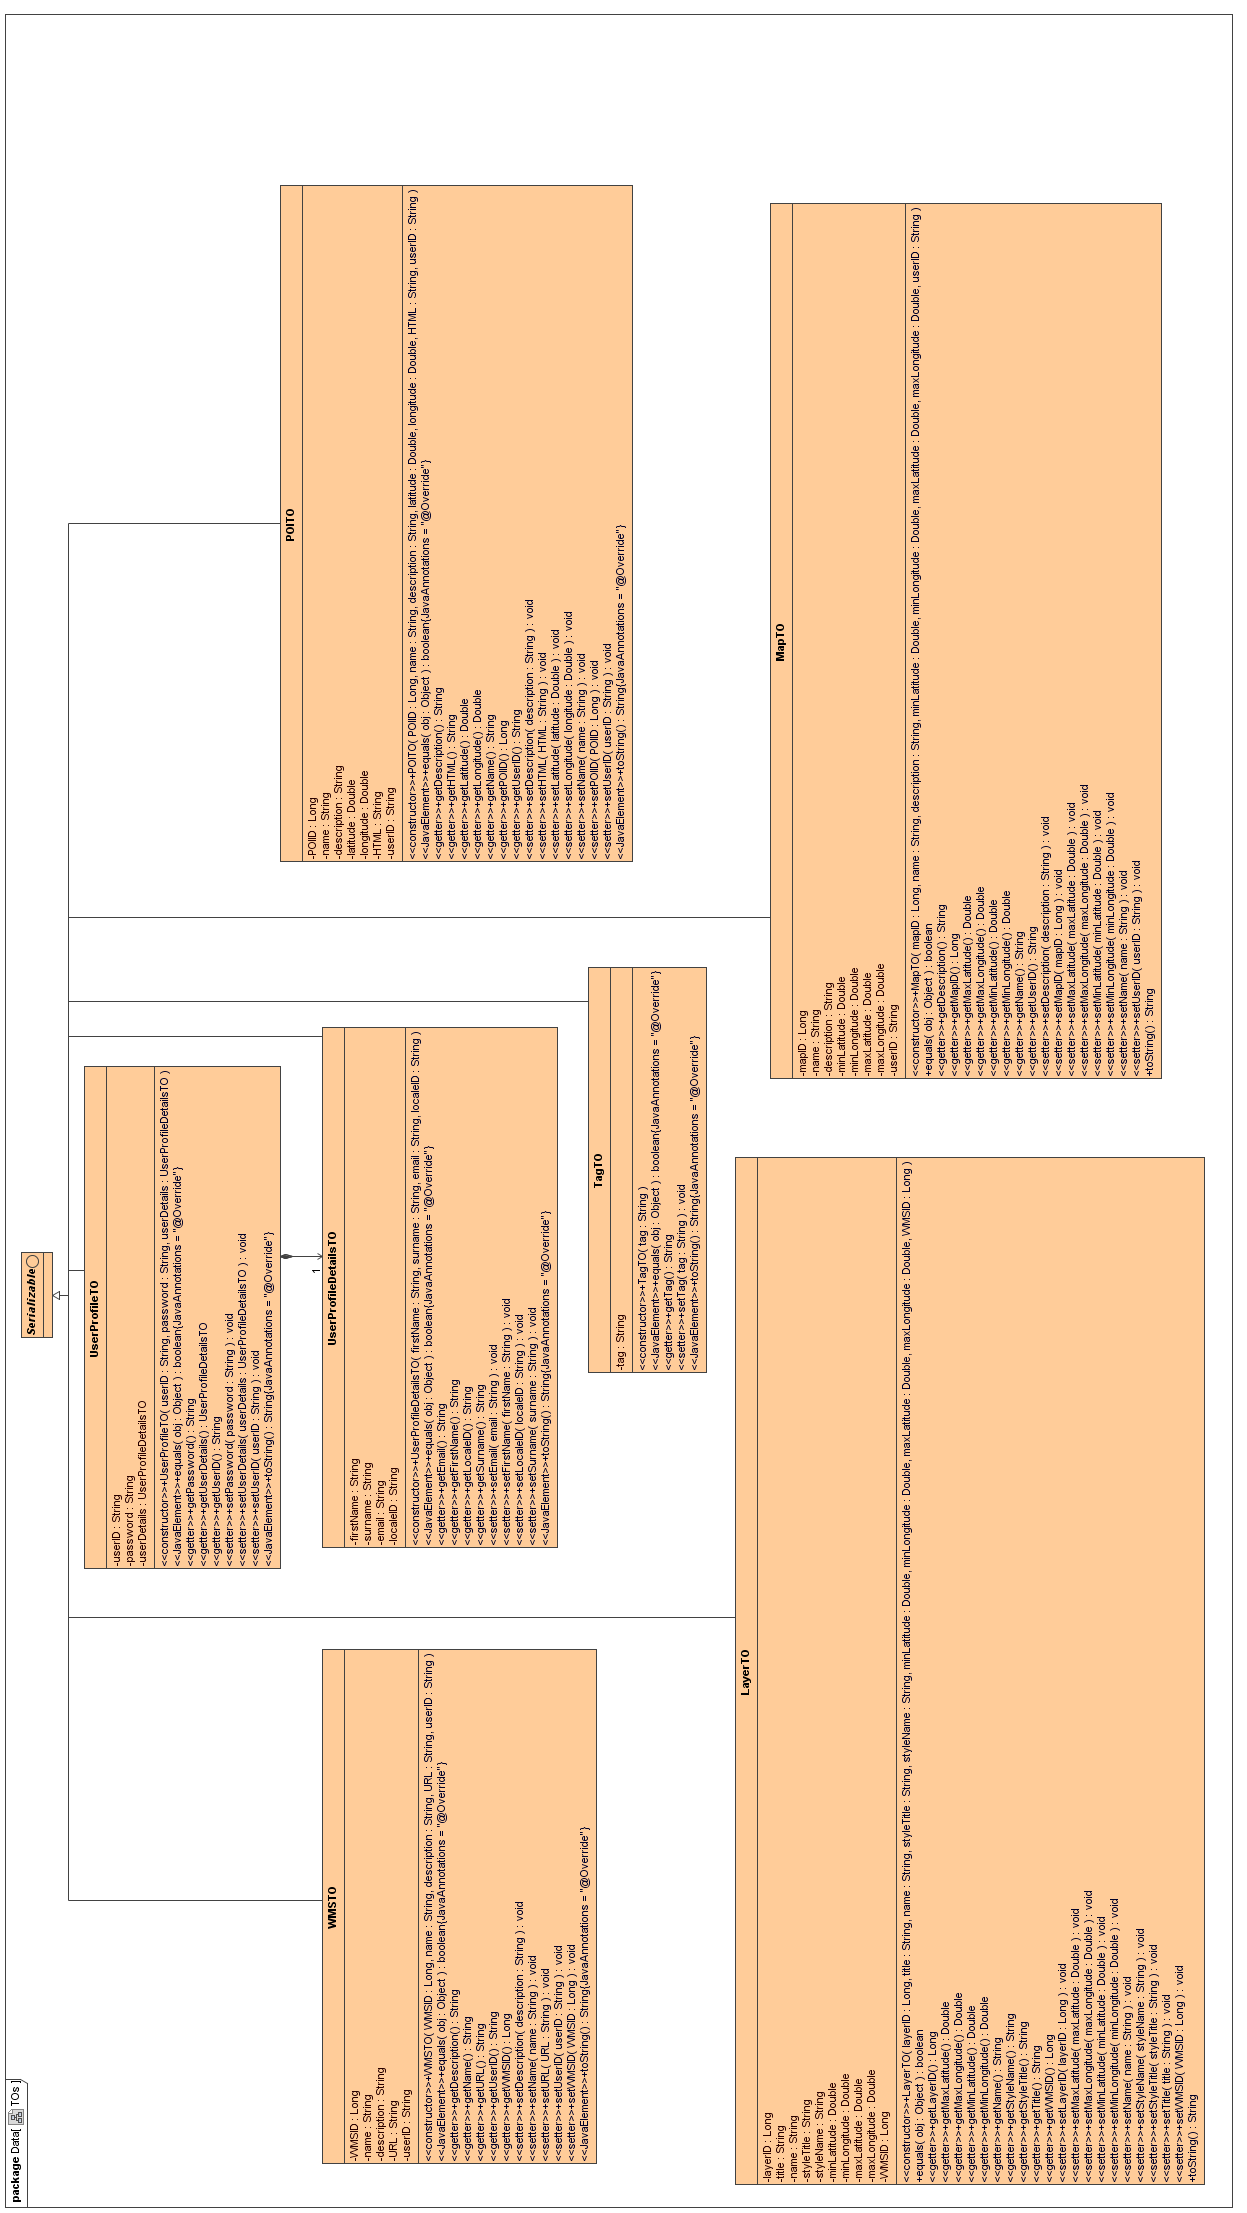 package Data[ TOs ]
Serializable
WMSTO
-WMSID : Long
-name : String
-description : String
-URL : String
-userID : String
<<constructor>>+WMSTO( WMSID : Long, name : String, description : String, URL : String, userID : String )
<<JavaElement>>+equals( obj : Object ) : boolean{JavaAnnotations = "@Override"}
<<getter>>+getDescription() : String
<<getter>>+getName() : String
<<getter>>+getURL() : String
<<getter>>+getUserID() : String
<<getter>>+getWMSID() : Long
<<setter>>+setDescription( description : String ) : void
<<setter>>+setName( name : String ) : void
<<setter>>+setURL( URL : String ) : void
<<setter>>+setUserID( userID : String ) : void
<<setter>>+setWMSID( WMSID : Long ) : void
<<JavaElement>>+toString() : String{JavaAnnotations = "@Override"}
UserProfileTO
-userID : String
-password : String
-userDetails : UserProfileDetailsTO
<<constructor>>+UserProfileTO( userID : String, password : String, userDetails : UserProfileDetailsTO )
<<JavaElement>>+equals( obj : Object ) : boolean{JavaAnnotations = "@Override"}
<<getter>>+getPassword() : String
<<getter>>+getUserDetails() : UserProfileDetailsTO
<<getter>>+getUserID() : String
<<setter>>+setPassword( password : String ) : void
<<setter>>+setUserDetails( userDetails : UserProfileDetailsTO ) : void
<<setter>>+setUserID( userID : String ) : void
<<JavaElement>>+toString() : String{JavaAnnotations = "@Override"}
1
UserProfileDetailsTO
-firstName : String
-surname : String
-email : String
-localeID : String
<<constructor>>+UserProfileDetailsTO( firstName : String, surname : String, email : String, localeID : String )
<<JavaElement>>+equals( obj : Object ) : boolean{JavaAnnotations = "@Override"}
<<getter>>+getEmail() : String
<<getter>>+getFirstName() : String
<<getter>>+getLocaleID() : String
<<getter>>+getSurname() : String
<<setter>>+setEmail( email : String ) : void
<<setter>>+setFirstName( firstName : String ) : void
<<setter>>+setLocaleID( localeID : String ) : void
<<setter>>+setSurname( surname : String ) : void
<<JavaElement>>+toString() : String{JavaAnnotations = "@Override"}
TagTO
-tag : String
<<constructor>>+TagTO( tag : String )
<<JavaElement>>+equals( obj : Object ) : boolean{JavaAnnotations = "@Override"}
<<getter>>+getTag() : String
<<setter>>+setTag( tag : String ) : void
<<JavaElement>>+toString() : String{JavaAnnotations = "@Override"}
POITO
-POIID : Long
-name : String
-description : String
-latitude : Double
-longitude : Double
-HTML : String
-userID : String
<<constructor>>+POITO( POIID : Long, name : String, description : String, latitude : Double, longitude : Double, HTML : String, userID : String )
<<JavaElement>>+equals( obj : Object ) : boolean{JavaAnnotations = "@Override"}
<<getter>>+getDescription() : String
<<getter>>+getHTML() : String
<<getter>>+getLatitude() : Double
<<getter>>+getLongitude() : Double
<<getter>>+getName() : String
<<getter>>+getPOIID() : Long
<<getter>>+getUserID() : String
<<setter>>+setDescription( description : String ) : void
<<setter>>+setHTML( HTML : String ) : void
<<setter>>+setLatitude( latitude : Double ) : void
<<setter>>+setLongitude( longitude : Double ) : void
<<setter>>+setName( name : String ) : void
<<setter>>+setPOIID( POIID : Long ) : void
<<setter>>+setUserID( userID : String ) : void
<<JavaElement>>+toString() : String{JavaAnnotations = "@Override"}
LayerTO
-layerID : Long
-title : String
-name : String
-styleTitle : String
-styleName : String
-minLatitude : Double
-minLongitude : Double
-maxLatitude : Double
-maxLongitude : Double
-WMSID : Long
<<constructor>>+LayerTO( layerID : Long, title : String, name : String, styleTitle : String, styleName : String, minLatitude : Double, minLongitude : Double, maxLatitude : Double, maxLongitude : Double, WMSID : Long )
+equals( obj : Object ) : boolean
<<getter>>+getLayerID() : Long
<<getter>>+getMaxLatitude() : Double
<<getter>>+getMaxLongitude() : Double
<<getter>>+getMinLatitude() : Double
<<getter>>+getMinLongitude() : Double
<<getter>>+getName() : String
<<getter>>+getStyleName() : String
<<getter>>+getStyleTitle() : String
<<getter>>+getTitle() : String
<<getter>>+getWMSID() : Long
<<setter>>+setLayerID( layerID : Long ) : void
<<setter>>+setMaxLatitude( maxLatitude : Double ) : void
<<setter>>+setMaxLongitude( maxLongitude : Double ) : void
<<setter>>+setMinLatitude( minLatitude : Double ) : void
<<setter>>+setMinLongitude( minLongitude : Double ) : void
<<setter>>+setName( name : String ) : void
<<setter>>+setStyleName( styleName : String ) : void
<<setter>>+setStyleTitle( styleTitle : String ) : void
<<setter>>+setTitle( title : String ) : void
<<setter>>+setWMSID( WMSID : Long ) : void
+toString() : String
MapTO
-mapID : Long
-name : String
-description : String
-minLatitude : Double
-minLongitude : Double
-maxLatitude : Double
-maxLongitude : Double
-userID : String
<<constructor>>+MapTO( mapID : Long, name : String, description : String, minLatitude : Double, minLongitude : Double, maxLatitude : Double, maxLongitude : Double, userID : String )
+equals( obj : Object ) : boolean
<<getter>>+getDescription() : String
<<getter>>+getMapID() : Long
<<getter>>+getMaxLatitude() : Double
<<getter>>+getMaxLongitude() : Double
<<getter>>+getMinLatitude() : Double
<<getter>>+getMinLongitude() : Double
<<getter>>+getName() : String
<<getter>>+getUserID() : String
<<setter>>+setDescription( description : String ) : void
<<setter>>+setMapID( mapID : Long ) : void
<<setter>>+setMaxLatitude( maxLatitude : Double ) : void
<<setter>>+setMaxLongitude( maxLongitude : Double ) : void
<<setter>>+setMinLatitude( minLatitude : Double ) : void
<<setter>>+setMinLongitude( minLongitude : Double ) : void
<<setter>>+setName( name : String ) : void
<<setter>>+setUserID( userID : String ) : void
+toString() : String